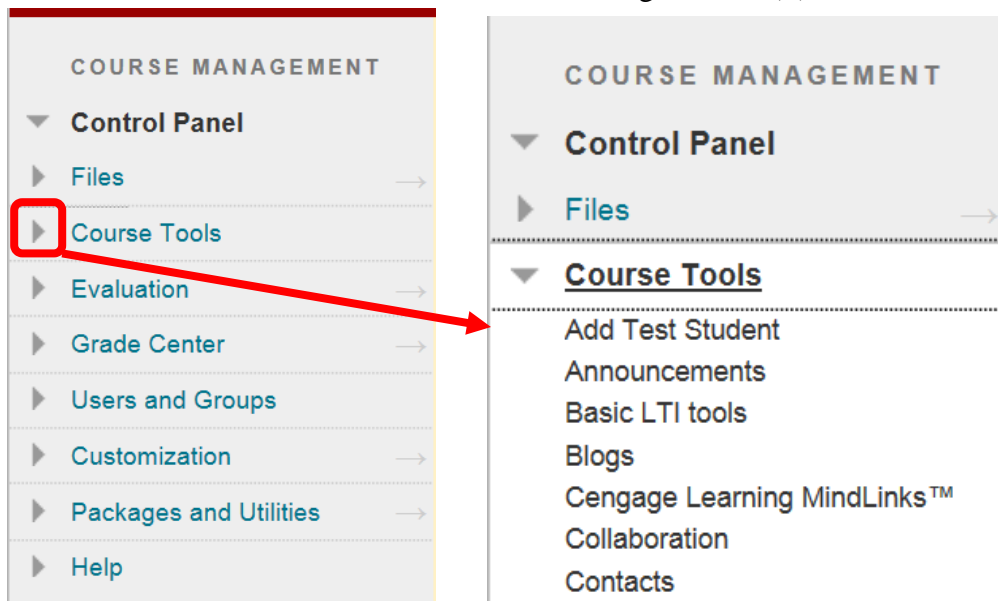 COURSE MANAGEMENT
Control Panel
Files
Course Tools
Evaluation
Grade Center
Users and Groups
Customization
Packages and Utilities
Help
COURSE MANAGEMENT
Control Panel
Files
Course Tools
Add Test Student
Announcements
Basic LTI tools
Blogs
Cengage Learning MindLinks™
Collaboration
Contacts